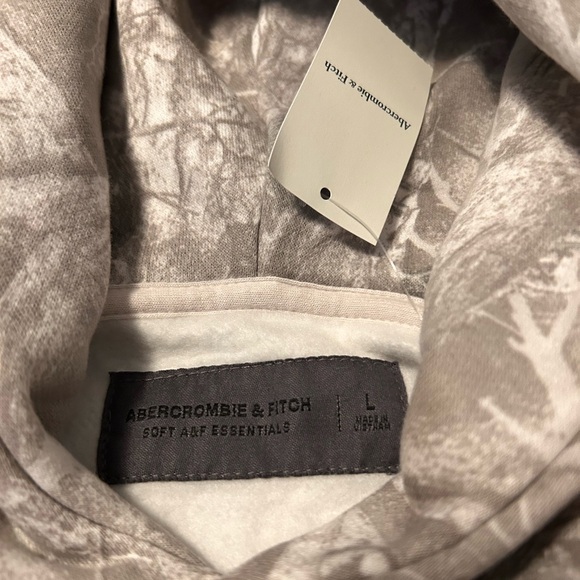 Abercrombie & Fitch
ABERCROMBIE & FITCH
SOFT A&F ESSENTIALS
L
MADE IN
VIETNAM